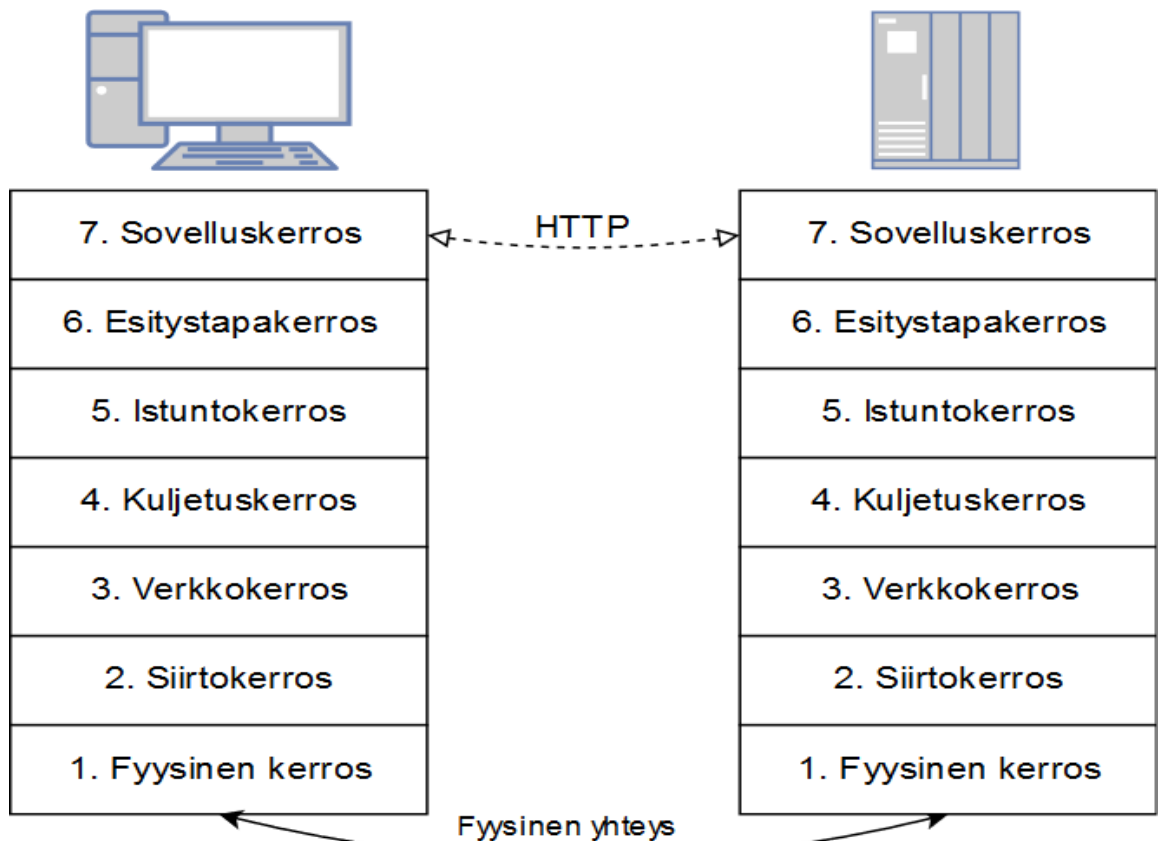 HTTP
7. Sovelluskerros
6. Esitystapakerros
5. Istuntokerros
4. Kuljetuskerros
3. Verkkokerros
2. Siirtokerros
1. Fyysinen kerros
7. Sovelluskerros
6. Esitystapakerros
5. Istuntokerros
4. Kuljetuskerros
3. Verkkokerros
2. Siirtokerros
1. Fyysinen kerros
Fyysinen yhteys